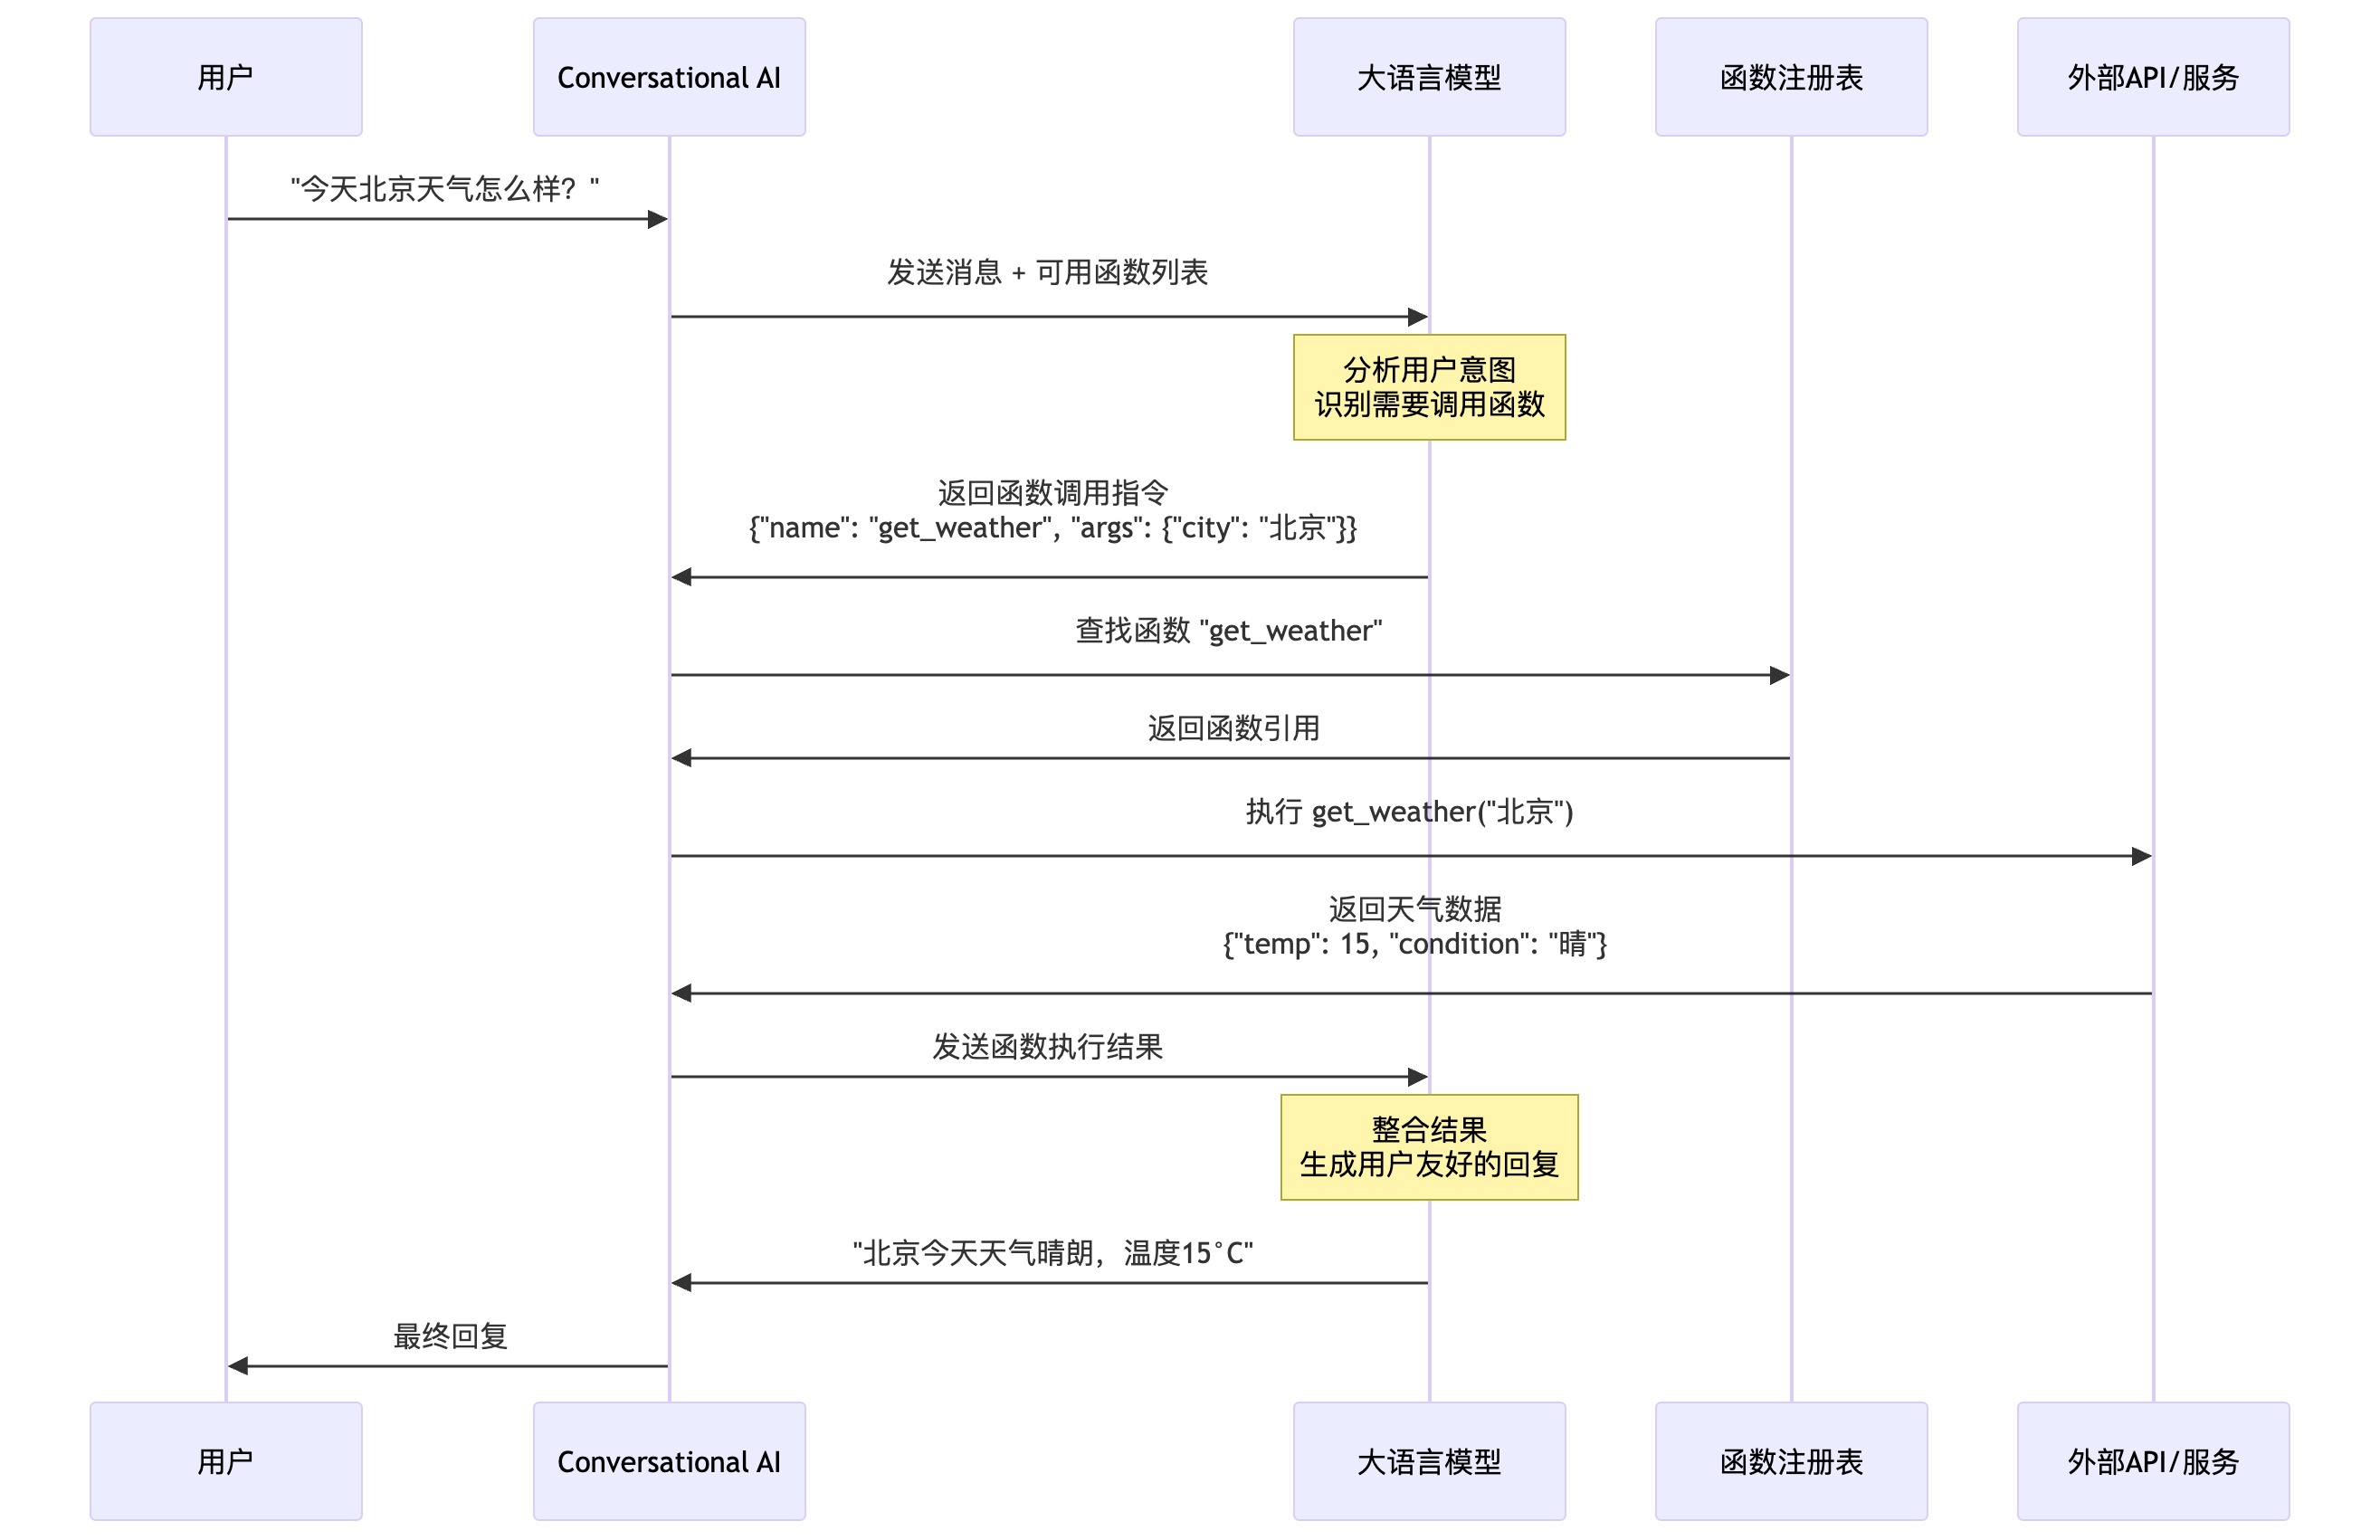 用户
Conversational AI
大语言模型
函数注册表
外部API/服务
"今天北京天气怎么样？"
发送消息 + 可用函数列表
分析用户意图
识别需要调用函数
返回函数调用指令
{"name": "get_weather", "args": {"city": "北京"}}
查找函数 "get_weather"
返回函数引用
执行 get_weather("北京")
返回天气数据
{"temp": 15, "condition": "晴"}
发送函数执行结果
整合结果
生成用户友好的回复
"北京今天天气晴朗，温度15°C"
最终回复
用户
Conversational AI
大语言模型
函数注册表
外部API/服务